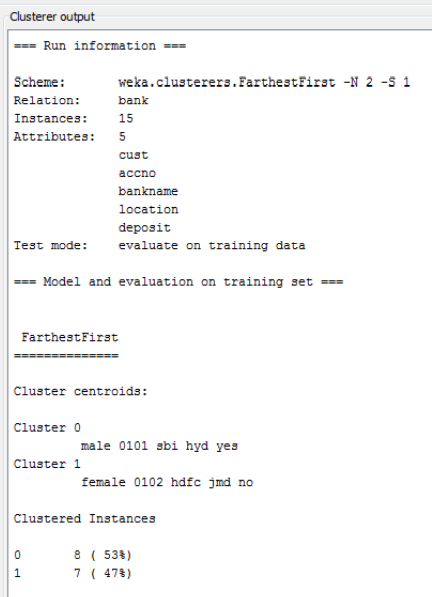 Clusterer output
=== Run information ===
Scheme: weka.clusterers.FarthestFirst -N 2 -S 1
Relation: bank
Instances: 15
Attributes: 5
cust
accno
bankname
location
deposit
Test mode: evaluate on training data
=== Model and evaluation on training set ===
FarthestFirst
==============
Cluster centroids:
Cluster 0
male 0101 sbi hyd yes
Cluster 1
female 0102 hdfc jmd no
Clustered Instances
0 8 ( 53%)
1 7 ( 47%)